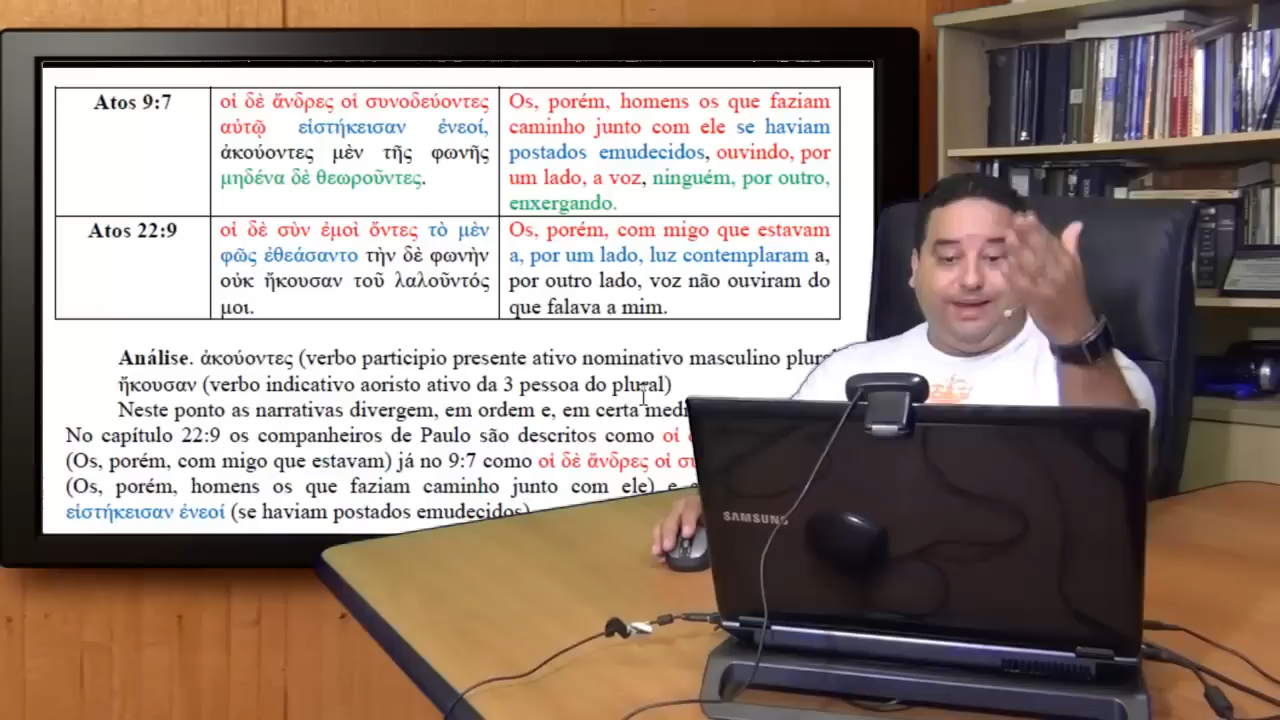 Atos 9:7
οἱ δὲ ἄνδρες οἱ συνοδεύοντες
αὐτῷ εἱστήκεισαν ἐνεοί,
ἀκούοντες μὲν τῆς φωνῆς
μηδένα δὲ θεωροῦντες.
Os, porém, homens os que faziam
caminho junto com ele se haviam
postados emudecidos, ouvindo, por
um lado, a voz, ninguém, por outro,
enxergando.
Atos 22:9
οἱ δὲ σὺν ἐμοὶ ὄντες τὸ μὲν
φῶς ἐθεάσαντο τὴν δὲ φωνὴν
οὐκ ἤκουσαν τοῦ λαλοῦντός
μοι.
Os, porém, com migo que estavam
a, por um lado, luz contemplaram a,
por outro lado, voz não ouviram do
que falava a mim.
Análise. ἀκούοντες (verbo participio presente ativo nominativo masculino
ἤκουσαν (verbo indicativo aoristo ativo da 3 pessoa do plural)
Neste ponto as narrativas divergem, em ordem e, em certa
No capítulo 22:9 os companheiros de Paulo são descritos como οἱ
(Os, porém, com migo que estavam) já no 9:7 como οἱ δὲ ἄνδρες οἱ
(Os, porém, homens os que faziam caminho junto com ele) e
εἱστήκεισαν ἐνεοί (se haviam postados emudecidos)
SAMSUNG